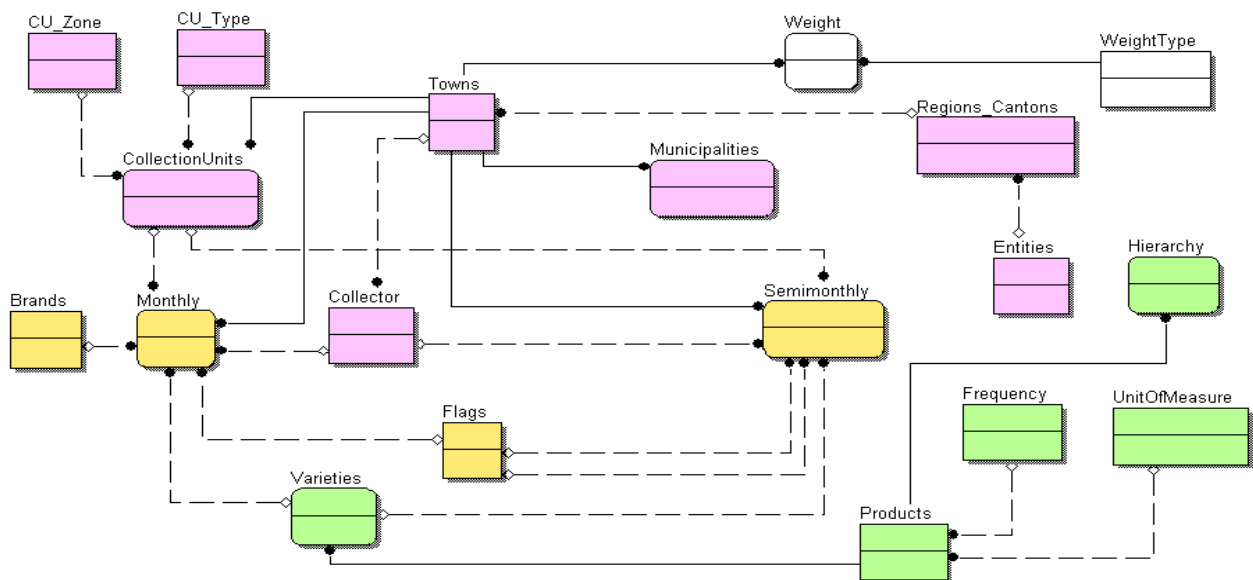 CU_Zone
CU_Type
Weight
WeightType
Towns
Regions_Cantons
CollectionUnits
Municipalities
Entities
Hierarchy
Brands
Monthly
Collector
Semimonthly
Flags
Frequency
UnitOfMeasure
Varieties
Products